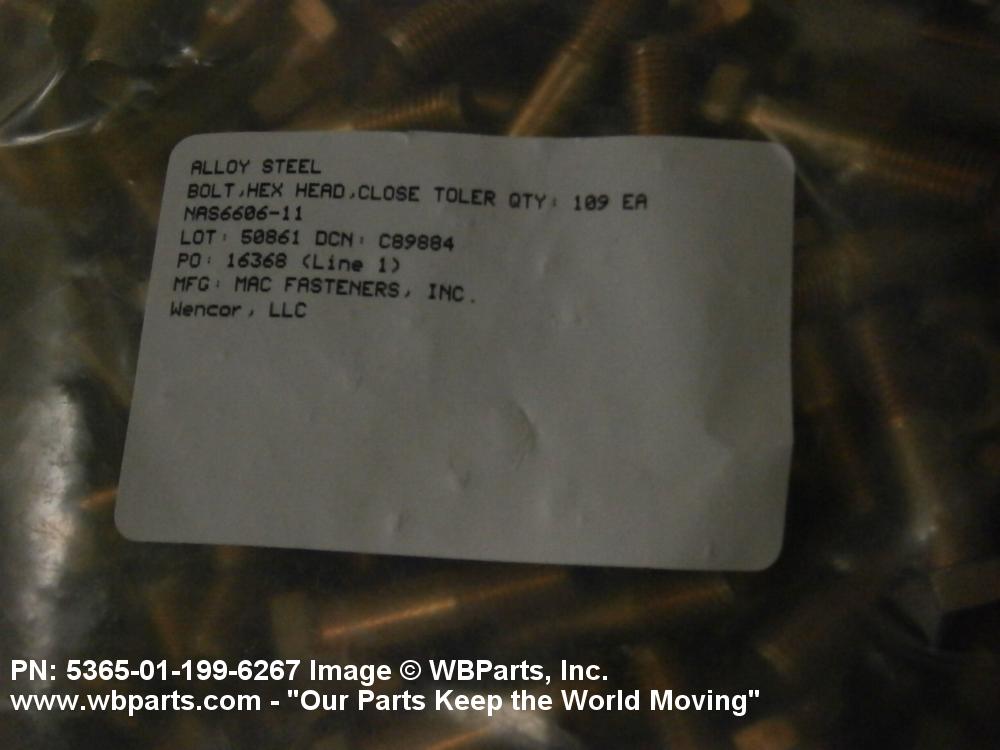 ALLOY STEEL
BOLT,HEX HEAD,CLOSE TOLER QTY: 109 EA
NAS6606-11
LOT: 50861 DCN: C89884
PO: 16368 (Line 1)
MFG: MAC FASTENERS, INC.
Wencor, LLC
PN: 5365-01-199-6267 Image © WBParts, Inc.
www.wbparts.com - "Our Parts Keep the World Moving"